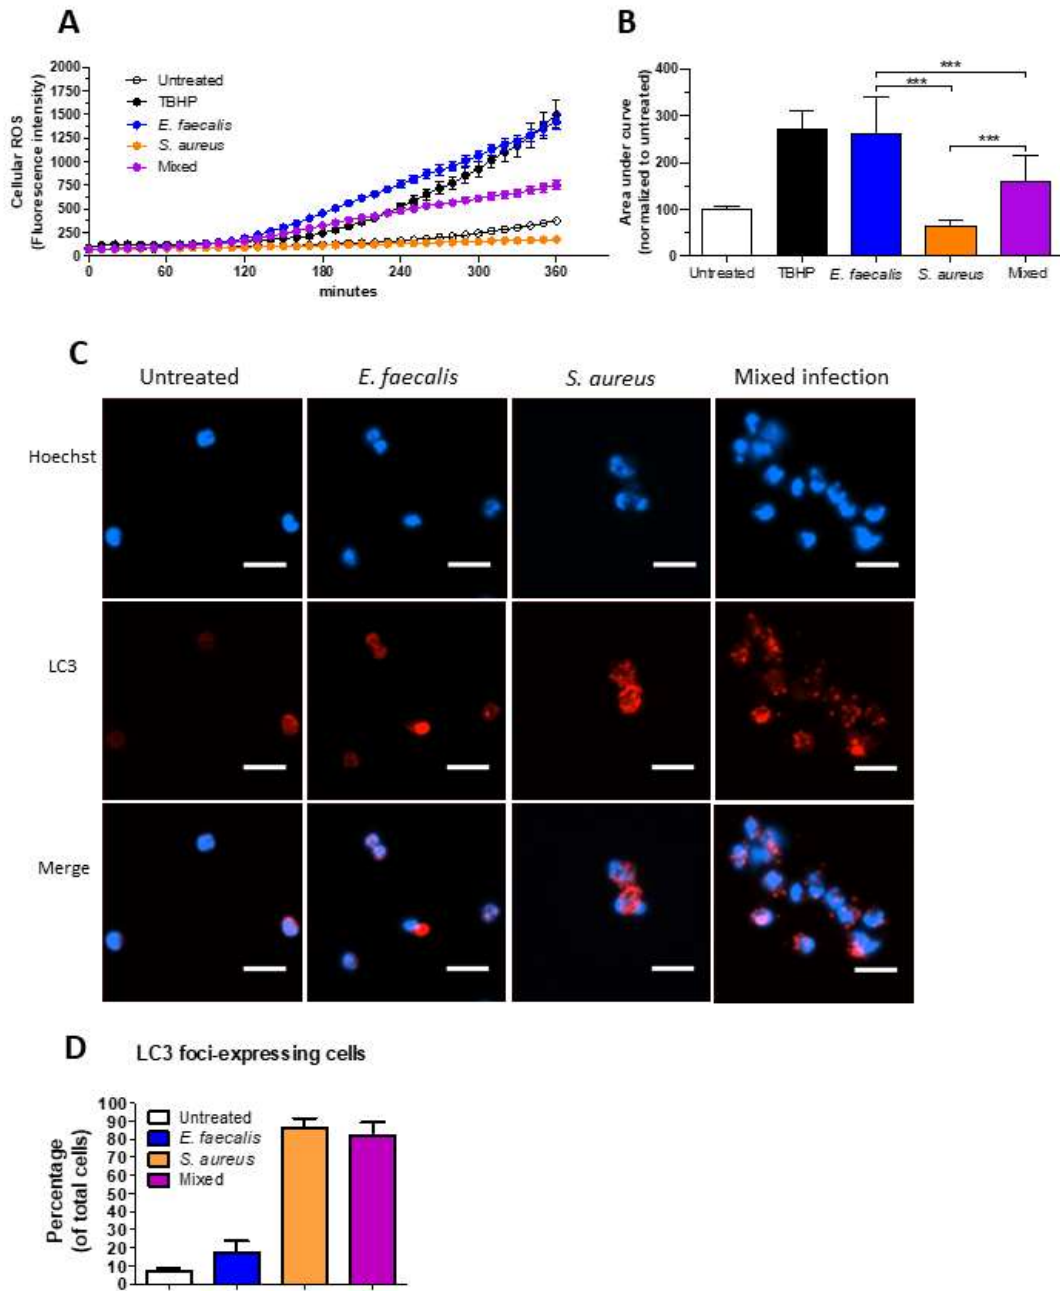 A
Cellular ROS
(Fluorescence intensity)
2000
1750
1500
1250
1000
750
500
250
0
Untreated
TBHP
E. faecalis
S. aureus
Mixed
0 60 120 180 240 300 360
minutes
B
Area under curve
(normalized to untreated)
400
300
200
100
0
***
***
***
Untreated TBHP E. faecalis S. aureus Mixed
C
Untreated E. faecalis S. aureus Mixed infection
Hoechst
LC3
Merge
D LC3 foci-expressing cells
Percentage
(of total cells)
100
90
80
70
60
50
40
30
20
10
0
Untreated
E. faecalis
S. aureus
Mixed